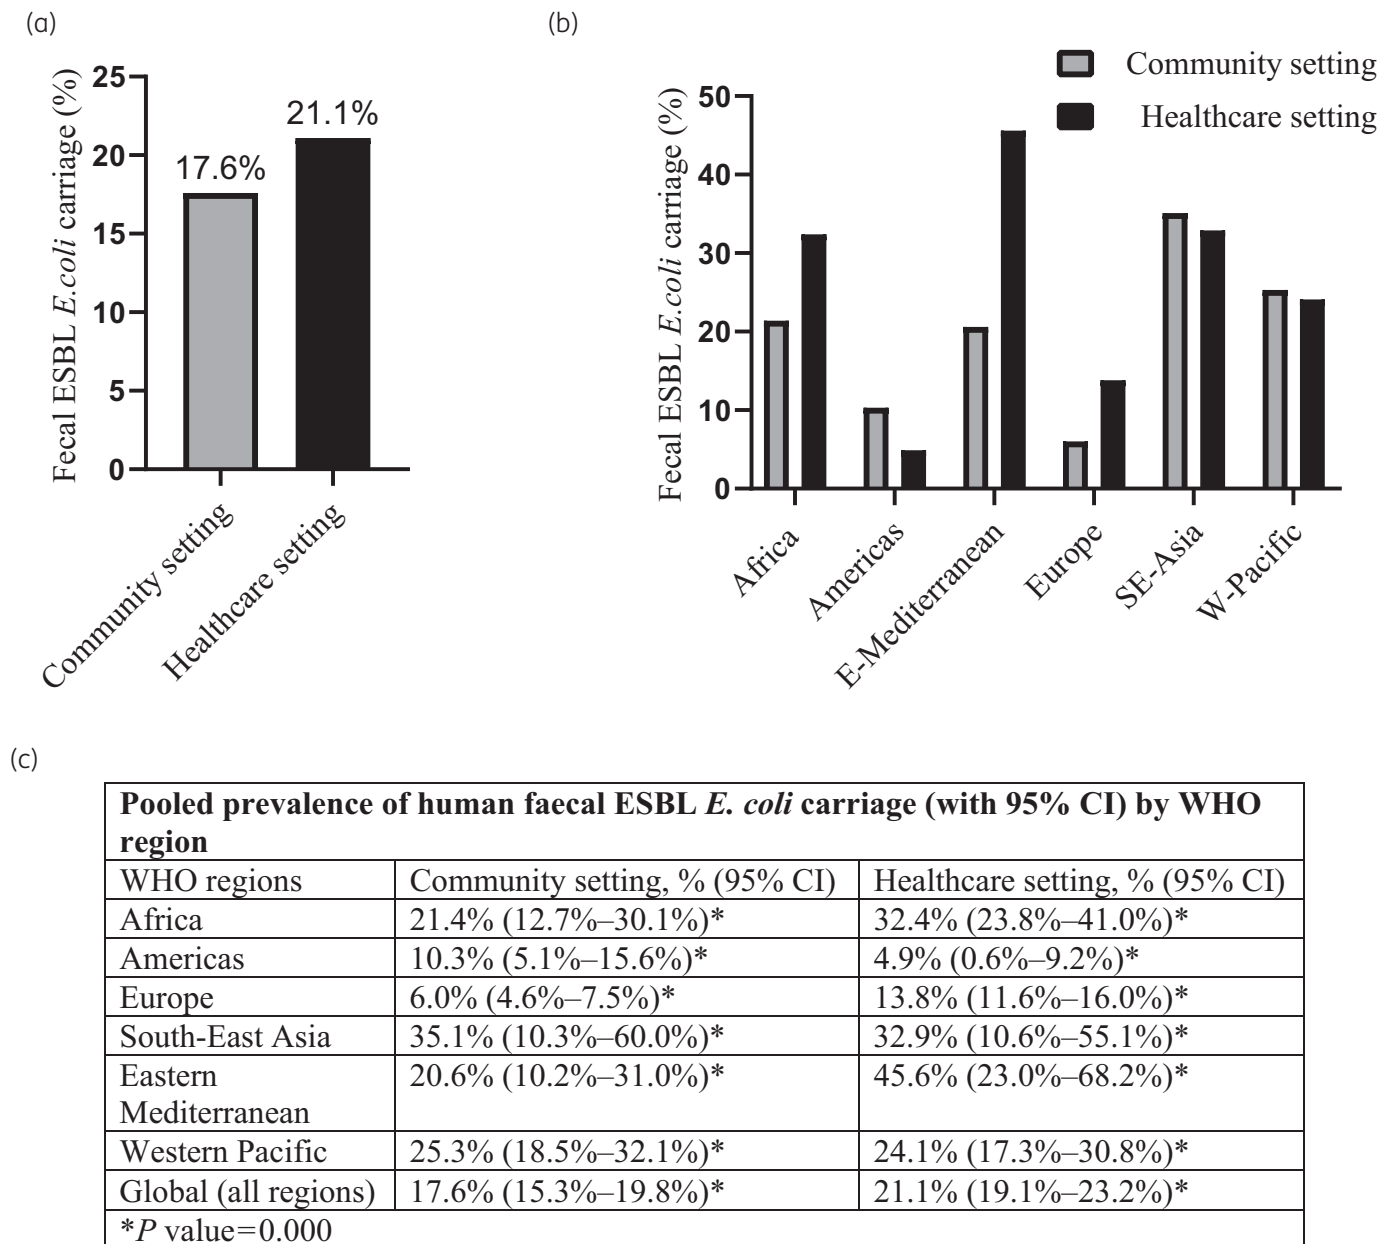 (a)
Fecal ESBL E.coli carriage (%)
25
20
15
10
5
0
17.6%
21.1%
Community setting
Healthcare setting
(b)
Community setting
Healthcare setting
Fecal ESBL E.coli carriage (%)
50
40
30
20
10
0
Africa
Americas
E-Mediterranean
Europe
SE-Asia
W-Pacific
(c)
Pooled prevalence of human faecal ESBL E. coli carriage (with 95% CI) by WHO
region
WHO regions Community setting, % (95% CI) Healthcare setting, % (95% CI)
Africa 21.4% (12.7%–30.1%)* 32.4% (23.8%–41.0%)*
Americas 10.3% (5.1%–15.6%)* 4.9% (0.6%–9.2%)*
Europe 6.0% (4.6%–7.5%)* 13.8% (11.6%–16.0%)*
South-East Asia 35.1% (10.3%–60.0%)* 32.9% (10.6%–55.1%)*
Eastern 20.6% (10.2%–31.0%)* 45.6% (23.0%–68.2%)*
Mediterranean
Western Pacific 25.3% (18.5%–32.1%)* 24.1% (17.3%–30.8%)*
Global (all regions) 17.6% (15.3%–19.8%)* 21.1% (19.1%–23.2%)*
*P value=0.000